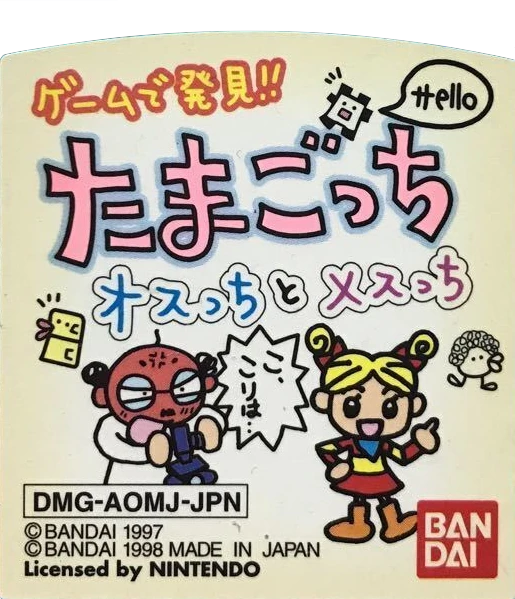 ゲームで発見!!
Hello
たまごっち
オスっちとメスっち
こ、
こりは…
DMG-AOMJ-JPN
©BANDAI 1997
©BANDAI 1998 MADE IN JAPAN
Licensed by NINTENDO
BAN
DAI